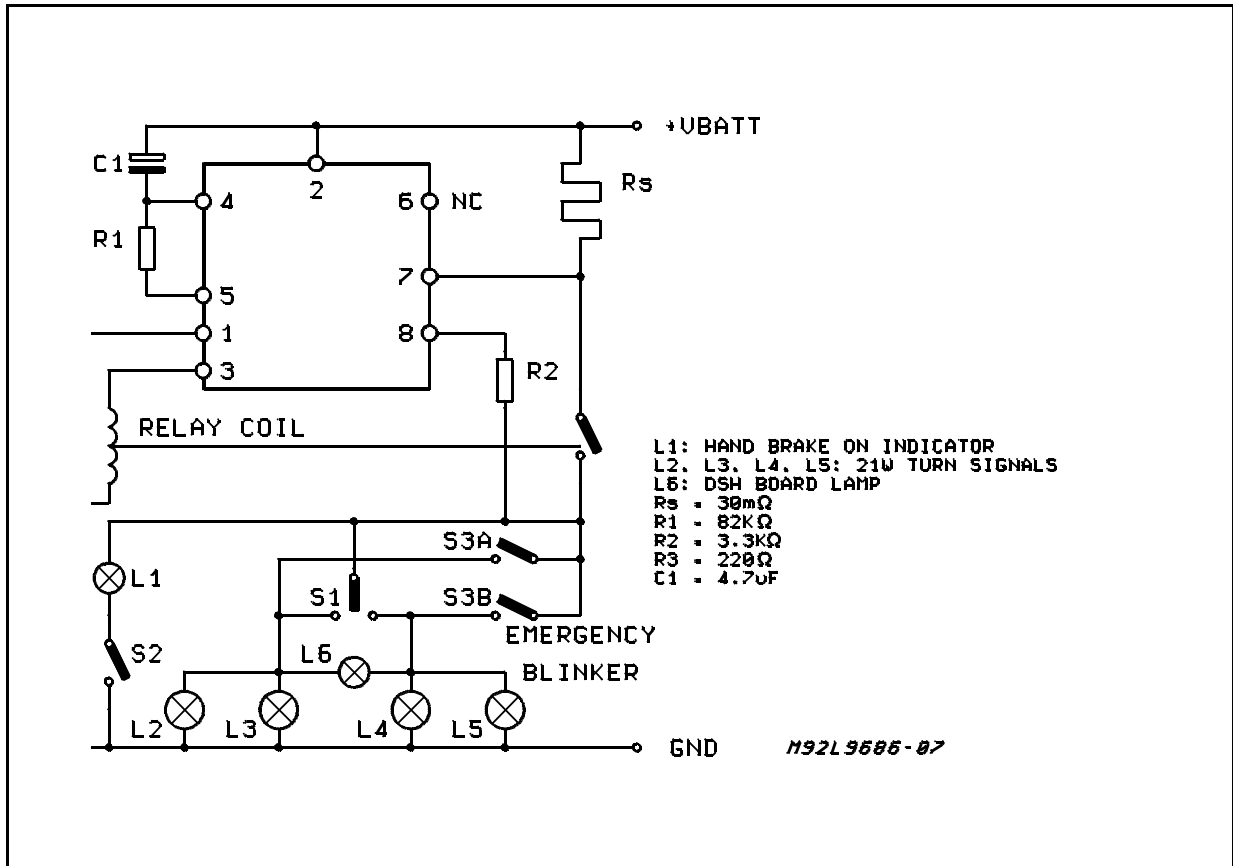 +VBATT
C1
2
Rs
4
6 NC
R1
7
5
1
8
3
R2
RELAY COIL
L1: HAND BRAKE ON INDICATOR
L2, L3, L4, L5: 21W TURN SIGNALS
L6: DSH BOARD LAMP
Rs = 30mΩ
R1 = 82KΩ
R2 = 3.3KΩ
R3 = 220Ω
C1 = 4.7uF
S3A
L1
S1
S3B
EMERGENCY
S2
L6
BLINKER
L2
L3
L4
L5
GND
M92L9686-07